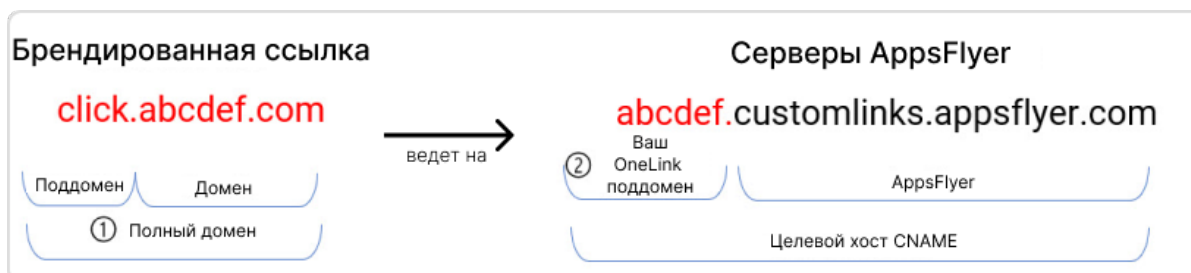 Брендированная ссылка
click.abcdef.com
Поддомен
Домен
① Полный домен
ведет на
Серверы AppsFlyer
abcdef.customlinks.appsflyer.com
② Ваш
OneLink
поддомен
AppsFlyer
Целевой хост CNAME